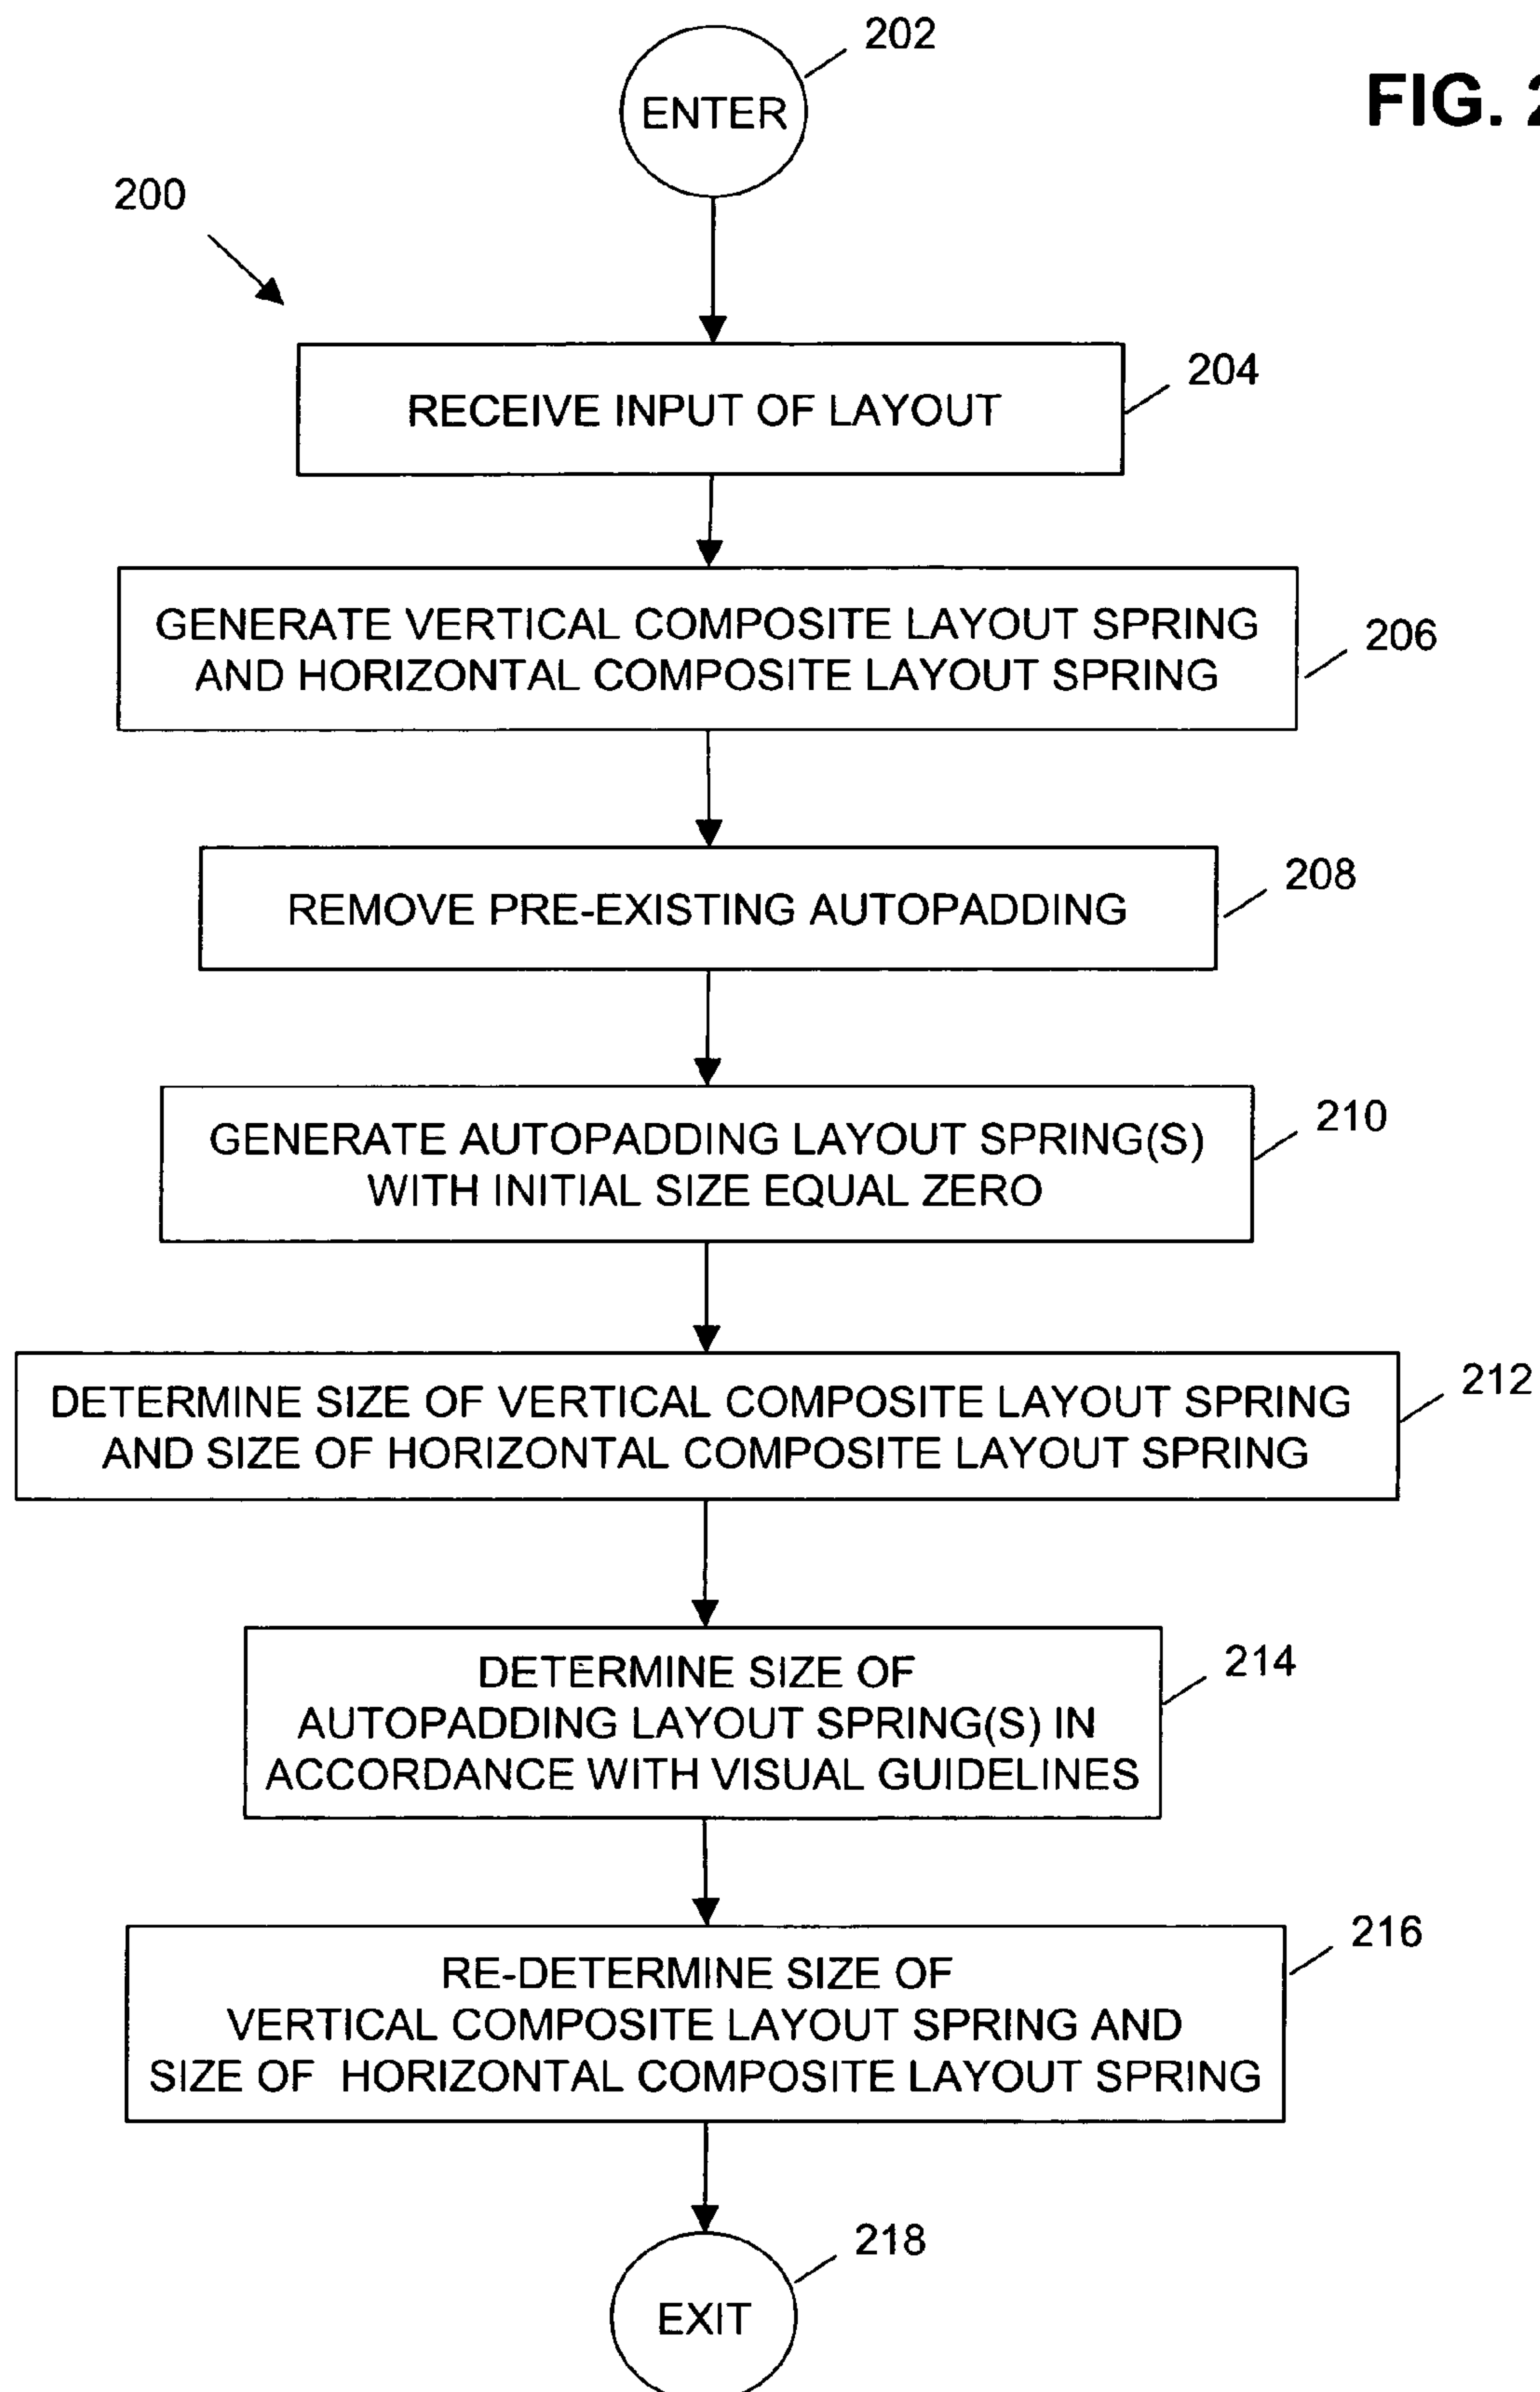 202
FIG. 2
ENTER
200
204
RECEIVE INPUT OF LAYOUT
206
GENERATE VERTICAL COMPOSITE LAYOUT SPRING
AND HORIZONTAL COMPOSITE LAYOUT SPRING
208
REMOVE PRE-EXISTING AUTOPADDING
210
GENERATE AUTOPADDING LAYOUT SPRING(S)
WITH INITIAL SIZE EQUAL ZERO
212
DETERMINE SIZE OF VERTICAL COMPOSITE LAYOUT SPRING
AND SIZE OF HORIZONTAL COMPOSITE LAYOUT SPRING
214
DETERMINE SIZE OF
AUTOPADDING LAYOUT SPRING(S) IN
ACCORDANCE WITH VISUAL GUIDELINES
216
RE-DETERMINE SIZE OF
VERTICAL COMPOSITE LAYOUT SPRING AND
SIZE OF HORIZONTAL COMPOSITE LAYOUT SPRING
218
EXIT